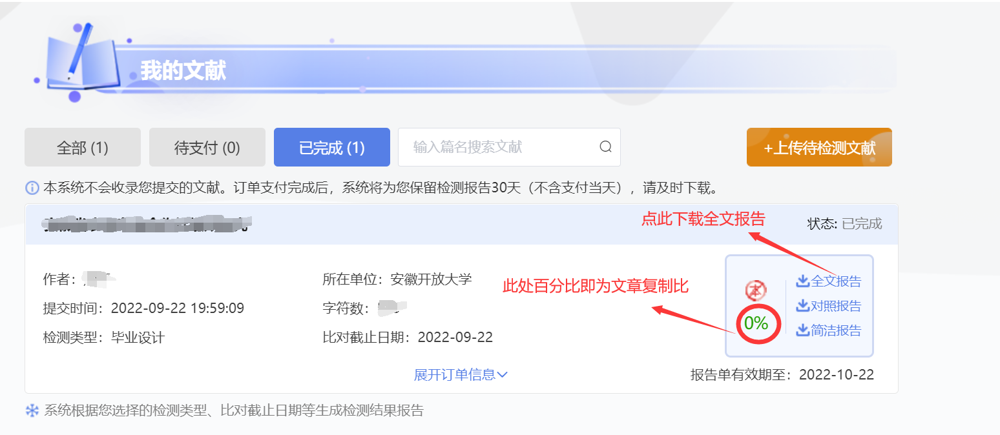 我的文献
全部 (1)
待支付 (0)
已完成 (1)
输入篇名搜索文献
+上传待检测文献
本系统不会收录您提交的文献。订单支付完成后，系统将为您保留检测报告30天（不含支付当天），请及时下载。
点此下载全文报告
状态: 已完成
作者：
所在单位：安徽开放大学
此处百分比即为文章复制比
本
全文报告
提交时间：2022-09-22 19:59:09
字符数：
对照报告
0%
检测类型：毕业设计
比对截止日期：2022-09-22
简洁报告
展开订单信息
报告单有效期至：2022-10-22
系统根据您选择的检测类型、比对截止日期等生成检测结果报告